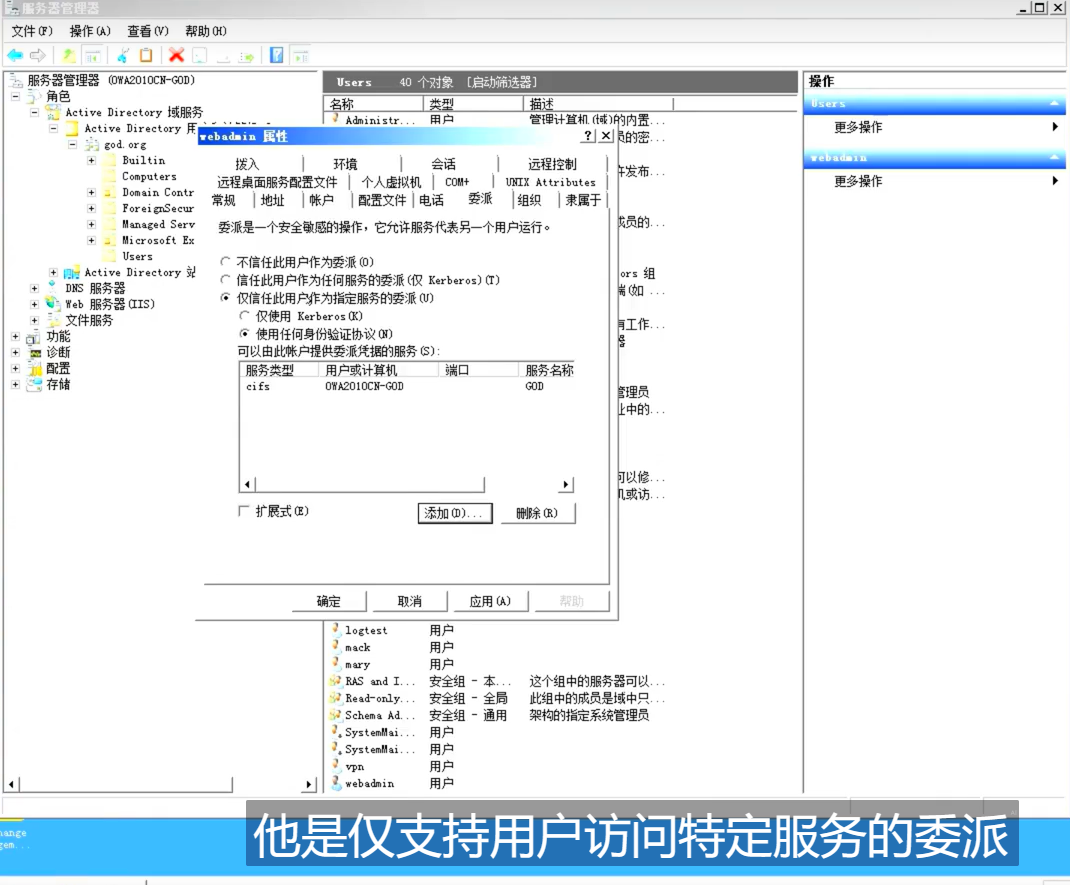 服务器管理器
文件(F) 操作(A) 查看(V) 帮助(H)
服务器管理器 (OWA2010CN-GOD)
角色
Active Directory 域服务
Active Directory 用
god.org
Builtin
Computers
Domain Contr
ForeignSecur
Managed Serv
Microsoft Ex
Users
Active Directory 站
DNS 服务器
Web 服务器(IIS)
文件服务
功能
诊断
配置
存储
Users 40 个对象 [启动筛选器]
名称 类型 描述
Administr... 用户 管理计算机(域)的内置...
员的密...
许发布...
成员的...
ors 组
端(如 ...
有工作...
器
管理员
业中的...
可以修...
机或访...
webadmin 属性
拨入 环境 会话 远程控制
远程桌面服务配置文件 个人虚拟机 COM+ UNIX Attributes
常规 地址 帐户 配置文件 电话 委派 组织 隶属于
委派是一个安全敏感的操作，它允许服务代表另一个用户运行。
不信任此用户作为委派(O)
信任此用户作为任何服务的委派(仅 Kerberos)(T)
仅信任此用户作为指定服务的委派(U)
仅使用 Kerberos(K)
使用任何身份验证协议(N)
可以由此帐户提供委派凭据的服务(S):
服务类型 用户或计算机 端口 服务名称
cifs OWA2010CN-GOD GOD
扩展式(E)
添加(D)... 删除(R)
确定 取消 应用(A) 帮助
logtest 用户
mack 用户
mary 用户
RAS and I... 安全组 - 本... 这个组中的服务器可以...
Read-only... 安全组 - 全局 此组中的成员是域中只...
Schema Ad... 安全组 - 通用 架构的指定系统管理员
SystemMai... 用户
SystemMai... 用户
vpn 用户
webadmin 用户
操作
Users
更多操作
webadmin
更多操作
hange
gem...
他是仅支持用户访问特定服务的委派